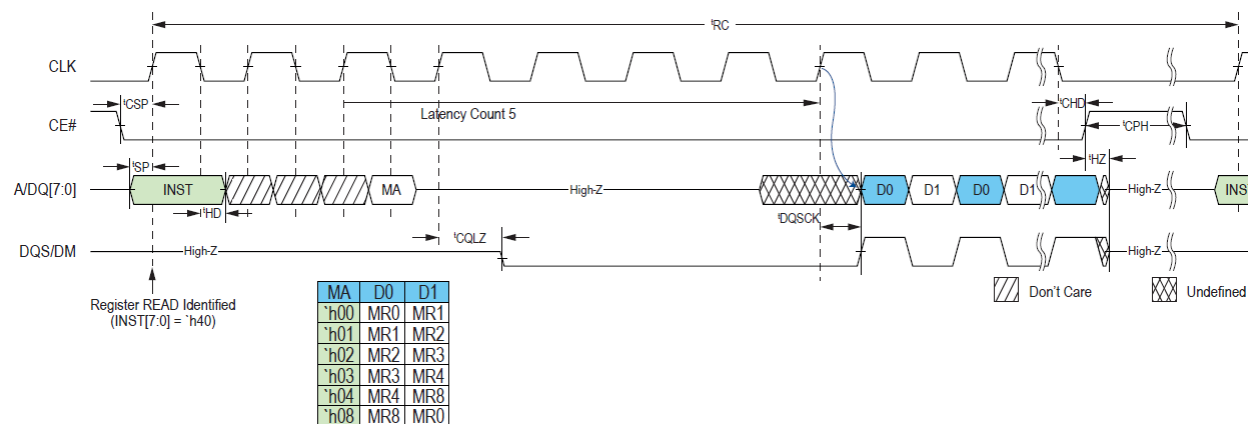 tRC
CLK
tCSP
Latency Count 5
tCHD
CE#
tCPH
tSP
tHZ
A/DQ[7:0] INST MA High-Z D0 D1 D0 D1 High-Z INS
tHD
tDQSCK
tCQLZ
DQS/DM High-Z High-Z
Don't Care Undefined
Register READ Identified
(INST[7:0] = `h40)
MA D0 D1
`h00 MR0 MR1
`h01 MR1 MR2
`h02 MR2 MR3
`h03 MR3 MR4
`h04 MR4 MR8
`h08 MR8 MR0